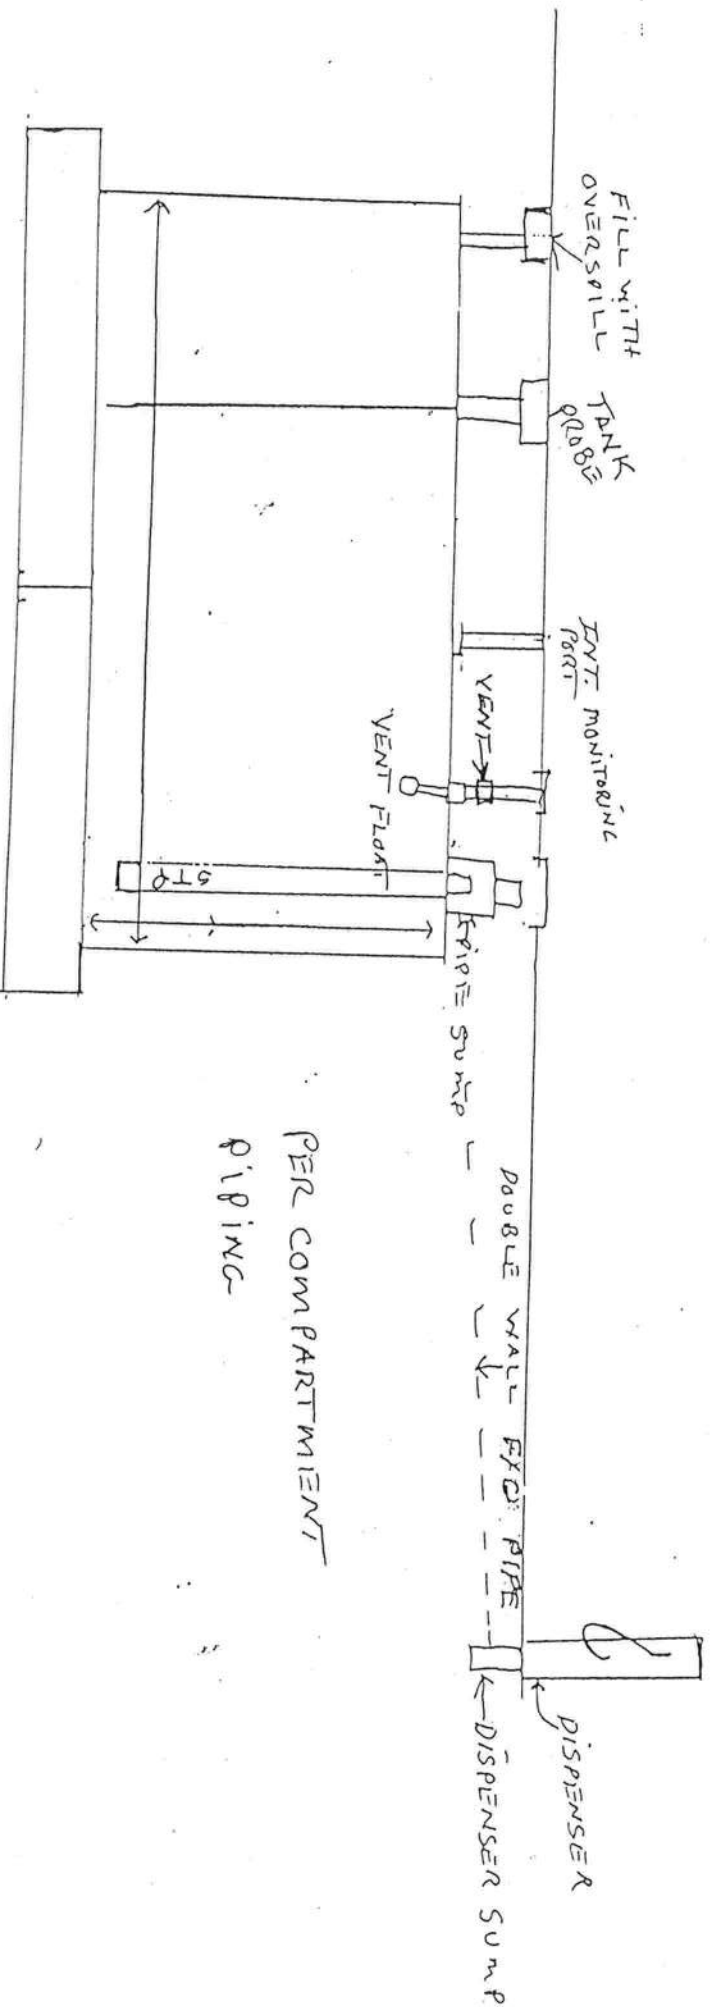 FILL WITH
OVERSPILL
TANK
PROBE
INT. MONITORING
PORT
VENT
VENT FLOAT
STP
PIPE SUMP
DOUBLE WALL EXO PIPE
DISPENSER
DISPENSER SUMP
PER COMPARTMENT
PIPING